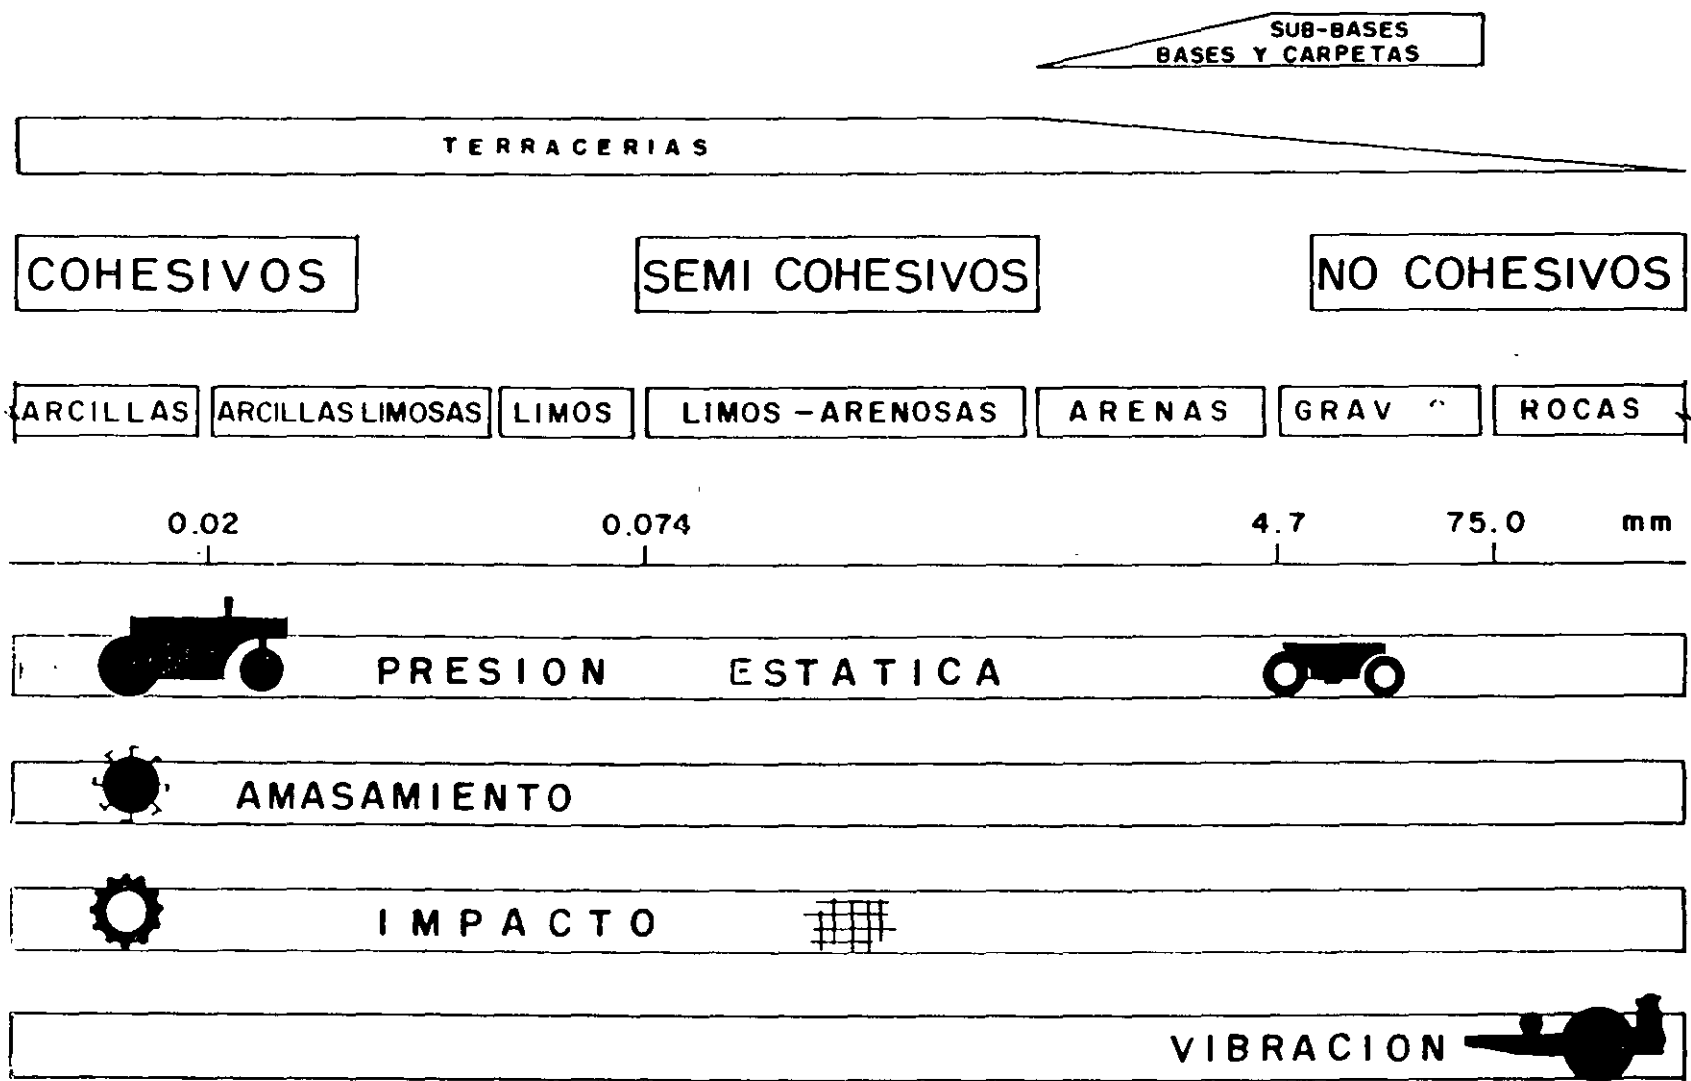 SUB-BASES
BASES Y CARPETAS
TERRACERIAS
COHESIVOS
SEMI COHESIVOS
NO COHESIVOS
ARCILLAS
ARCILLAS LIMOSAS
LIMOS
LIMOS - ARENOSAS
ARENAS
GRAV
ROCAS
0.02
0.074
4.7
75.0
mm
PRESION ESTATICA
AMASAMIENTO
IMPACTO
VIBRACION